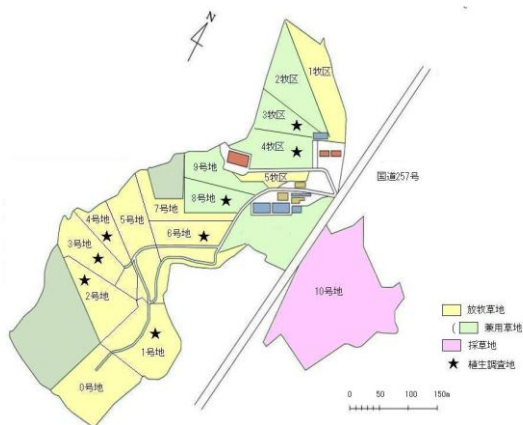 N
1牧区
2牧区
3牧区
4牧区
5牧区
国道257号
9号地
8号地
7号地
6号地
5号地
4号地
3号地
2号地
1号地
0号地
10号地
放牧草地
( 兼用草地
採草地
植生調査地
0 50 100 150m